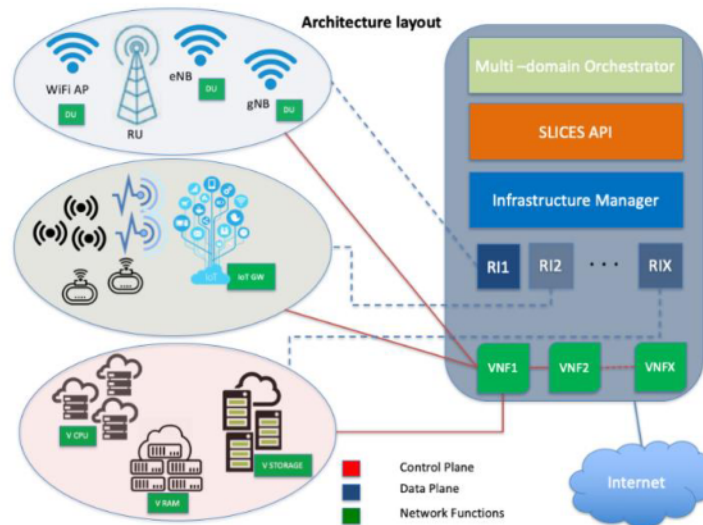 Architecture layout
WiFi AP
DU
RU
eNB
DU
gNB
DU
IoT
IoT GW
V CPU
V RAM
V STORAGE
Multi –domain Orchestrator
SLICES API
Infrastructure Manager
RI1
RI2
. . .
RIX
VNF1
VNF2
VNFX
Internet
Control Plane
Data Plane
Network Functions